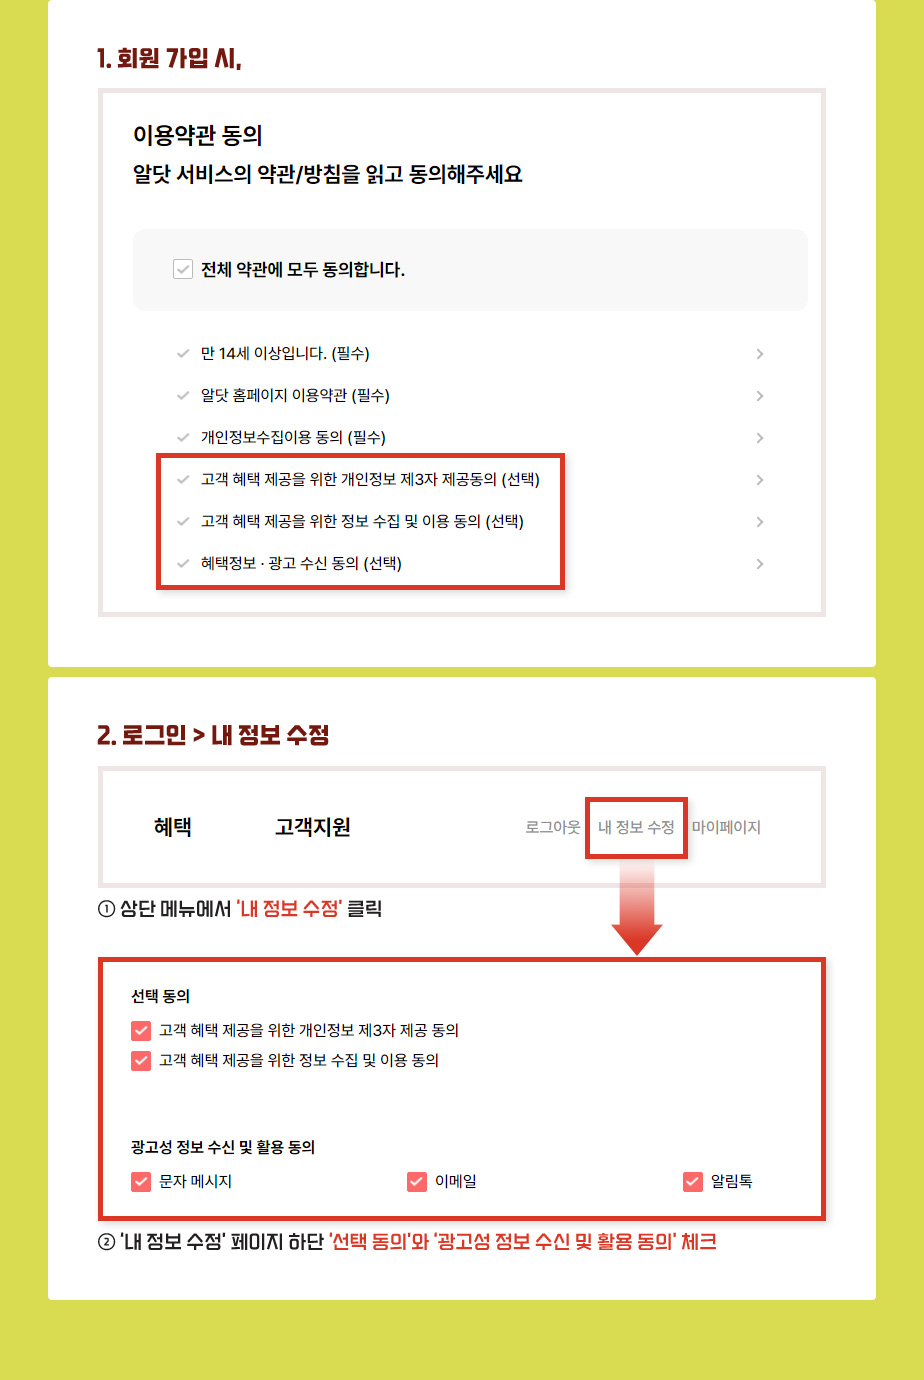 1. 회원 가입 시,
이용약관 동의
알닷 서비스의 약관/방침을 읽고 동의해주세요
전체 약관에 모두 동의합니다.
만 14세 이상입니다. (필수)
알닷 홈페이지 이용약관 (필수)
개인정보수집이용 동의 (필수)
고객 혜택 제공을 위한 개인정보 제3자 제공동의 (선택)
고객 혜택 제공을 위한 정보 수집 및 이용 동의 (선택)
혜택정보 · 광고 수신 동의 (선택)
2. 로그인 > 내 정보 수정
혜택 고객지원 로그아웃 내 정보 수정 마이페이지
① 상단 메뉴에서 '내 정보 수정' 클릭
선택 동의
고객 혜택 제공을 위한 개인정보 제3자 제공 동의
고객 혜택 제공을 위한 정보 수집 및 이용 동의
광고성 정보 수신 및 활용 동의
문자 메시지 이메일 알림톡
② '내 정보 수정' 페이지 하단 '선택 동의'와 '광고성 정보 수신 및 활용 동의' 체크